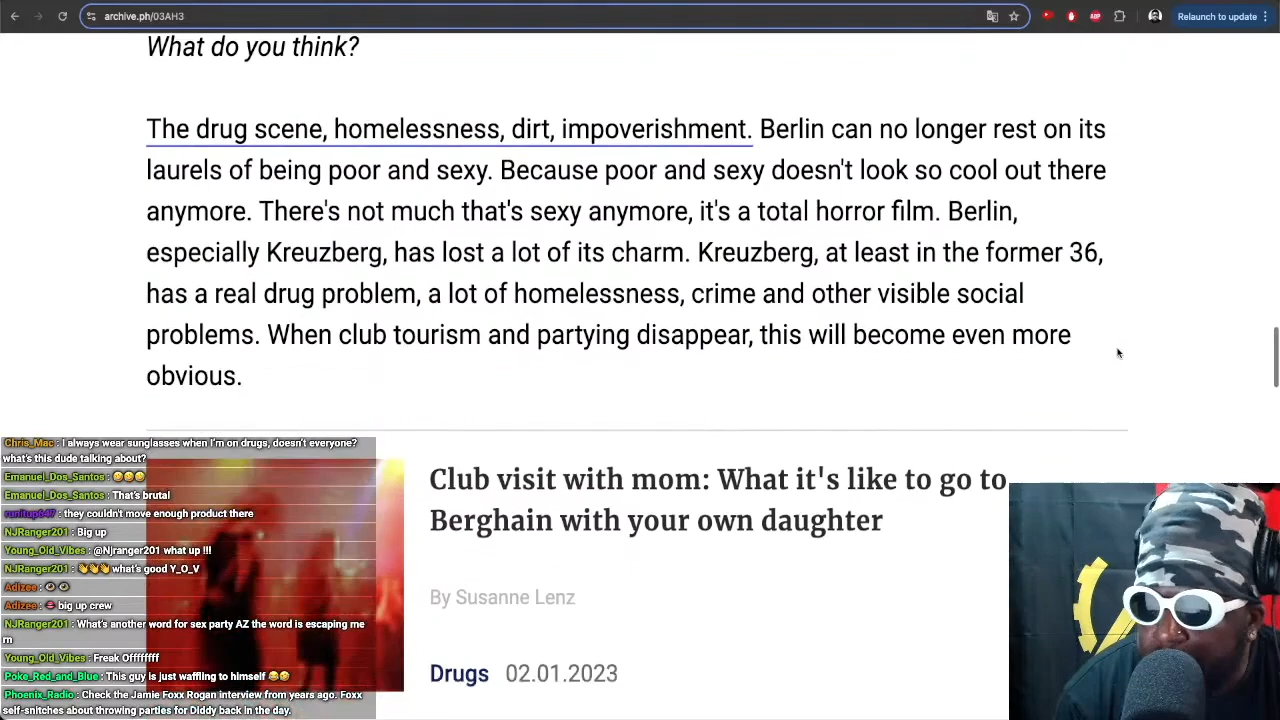 archive.ph/03AH3
Relaunch to update
What do you think?
The drug scene, homelessness, dirt, impoverishment. Berlin can no longer rest on its
laurels of being poor and sexy. Because poor and sexy doesn't look so cool out there
anymore. There's not much that's sexy anymore, it's a total horror film. Berlin,
especially Kreuzberg, has lost a lot of its charm. Kreuzberg, at least in the former 36,
has a real drug problem, a lot of homelessness, crime and other visible social
problems. When club tourism and partying disappear, this will become even more
obvious.
Club visit with mom: What it's like to go to
Berghain with your own daughter
By Susanne Lenz
Drugs 02.01.2023
Chris_Mac : I always wear sunglasses when I'm on drugs, doesn't everyone?
what's this dude talking about?
Emanuel_Dos_Santos : 🤣🤣🤣
Emanuel_Dos_Santos : That's brutal
runitup647 : they couldn't move enough product there
NJRanger201 : Big up
Young_Old_Vibes : @Njranger201 what up !!!
NJRanger201 : 👋👋👋 what's good Y_O_V
Adizee : 👁 👁
Adizee : 👄 big up crew
NJRanger201 : What's another word for sex party AZ the word is escaping me
rn
Young_Old_Vibes : Freak Offfffff
Poke_Red_and_Blue : This guy is just waffling to himself 😂🤣
Phoenix_Radio : Check the Jamie Foxx Rogan interview from years ago. Foxx
self-snitches about throwing parties for Diddy back in the day.